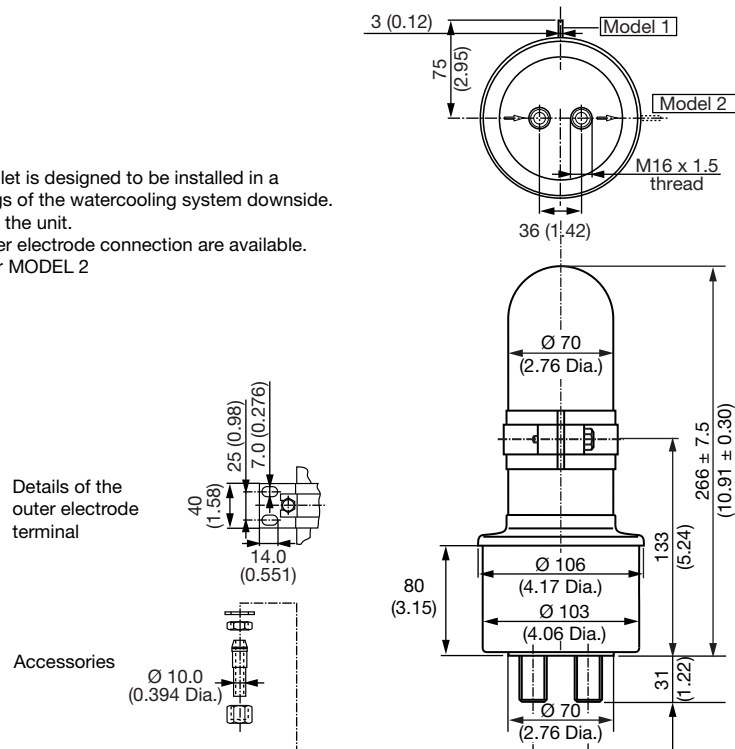 3 (0.12)
Model 1
75
(2.95)
Model 2
M16 x 1.5
thread
36 (1.42)
let is designed to be installed in a
gs of the watercooling system downside.
the unit.
er electrode connection are available.
r MODEL 2
Ø 70
(2.76 Dia.)
266 ± 7.5
(10.91 ± 0.30)
25 (0.98)
7.0 (0.276)
Details of the
outer electrode
terminal
40
(1.58)
14.0
(0.551)
133
(5.24)
80
(3.15)
Ø 106
(4.17 Dia.)
Ø 103
(4.06 Dia.)
Accessories
Ø 10.0
(0.394 Dia.)
31
(1.22)
Ø 70
(2.76 Dia.)